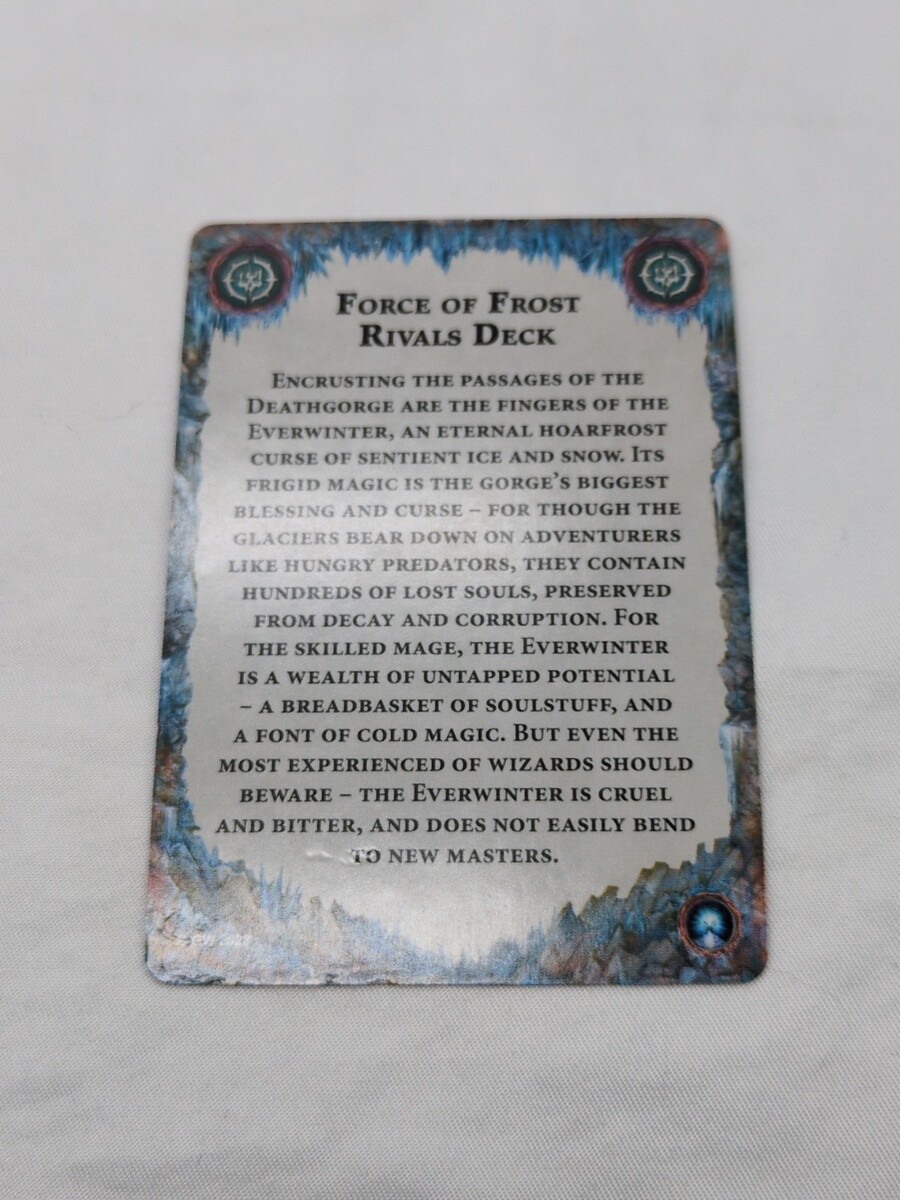 Force of Frost
Rivals Deck
Encrusting the passages of the
Deathgorge are the fingers of the
Everwinter, an eternal hoarfrost
curse of sentient ice and snow. Its
frigid magic is the gorge's biggest
blessing and curse – for though the
glaciers bear down on adventurers
like hungry predators, they contain
hundreds of lost souls, preserved
from decay and corruption. For
the skilled mage, the Everwinter
is a wealth of untapped potential
– a breadbasket of soulstuff, and
a font of cold magic. But even the
most experienced of wizards should
beware – the Everwinter is cruel
and bitter, and does not easily bend
to new masters.